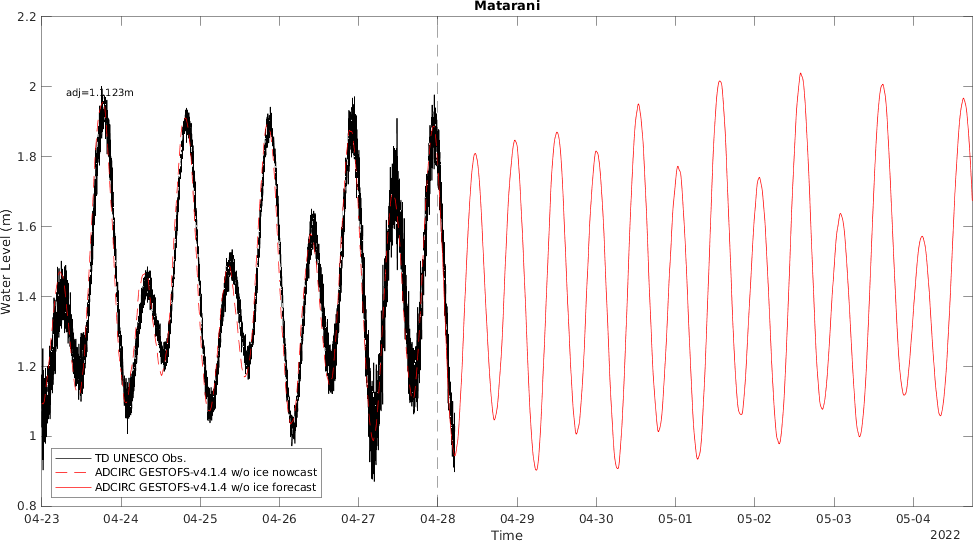 Matarani
2.2
2
1.8
1.6
1.4
1.2
1
0.8
Water Level (m)
TD UNESCO Obs.
ADCIRC GESTOFS-v4.1.4 w/o ice nowcast
ADCIRC GESTOFS-v4.1.4 w/o ice forecast
04-23 04-24 04-25 04-26 04-27 04-28 04-29 04-30 05-01 05-02 05-03 05-04
Time
2022